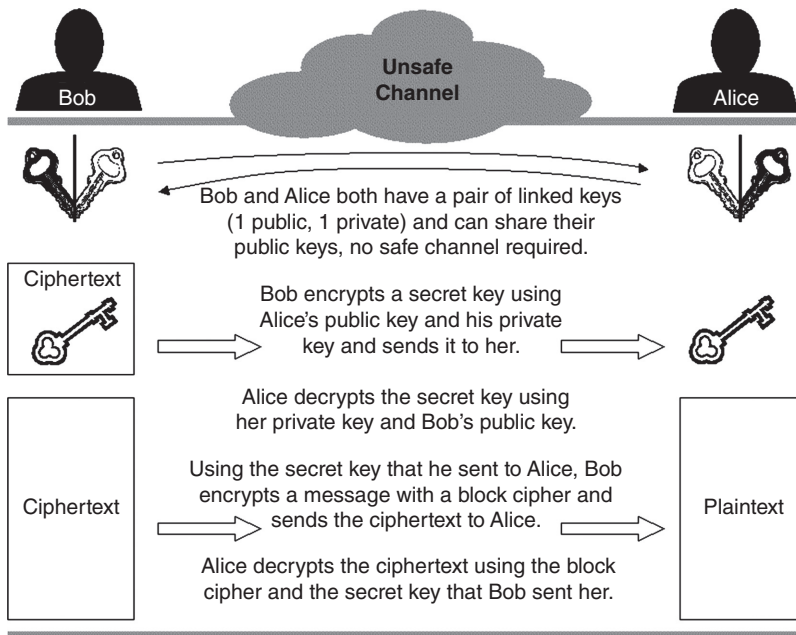 Unsafe
Channel
Bob
Alice
Bob and Alice both have a pair of linked keys
(1 public, 1 private) and can share their
public keys, no safe channel required.
Ciphertext
Bob encrypts a secret key using
Alice's public key and his private
key and sends it to her.
Alice decrypts the secret key using
her private key and Bob's public key.
Using the secret key that he sent to Alice, Bob
encrypts a message with a block cipher and
sends the ciphertext to Alice.
Ciphertext
Plaintext
Alice decrypts the ciphertext using the block
cipher and the secret key that Bob sent her.